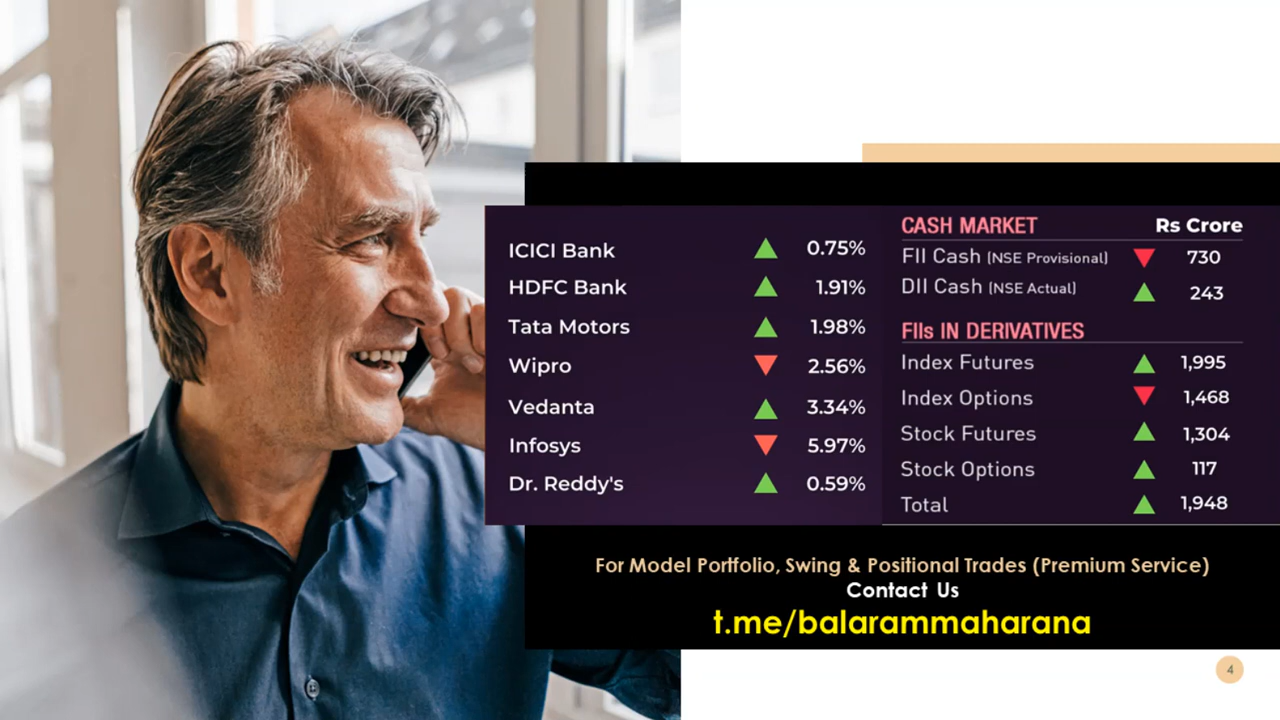 ICICI Bank 0.75%
HDFC Bank 1.91%
Tata Motors 1.98%
Wipro 2.56%
Vedanta 3.34%
Infosys 5.97%
Dr. Reddy's 0.59%
CASH MARKET Rs Crore
FII Cash (NSE Provisional) 730
DII Cash (NSE Actual) 243
FIIs IN DERIVATIVES
Index Futures 1,995
Index Options 1,468
Stock Futures 1,304
Stock Options 117
Total 1,948
For Model Portfolio, Swing & Positional Trades (Premium Service)
Contact Us
t.me/balarammaharana
4